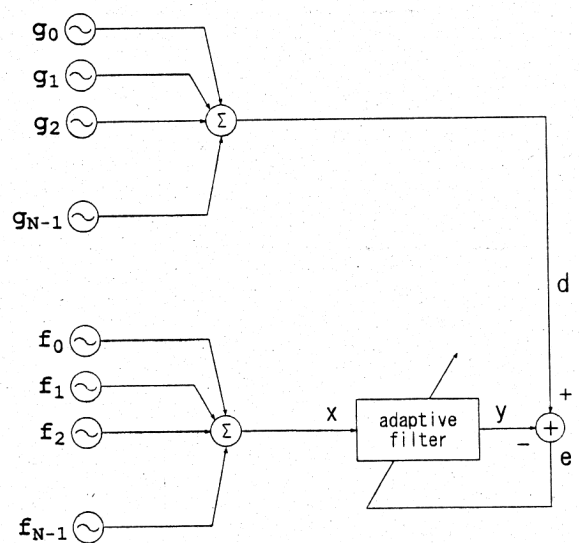 g0
g1
g2
Σ
gN-1
d
f0
f1
f2
Σ
x
adaptive
filter
y
+
−
+
e
fN-1